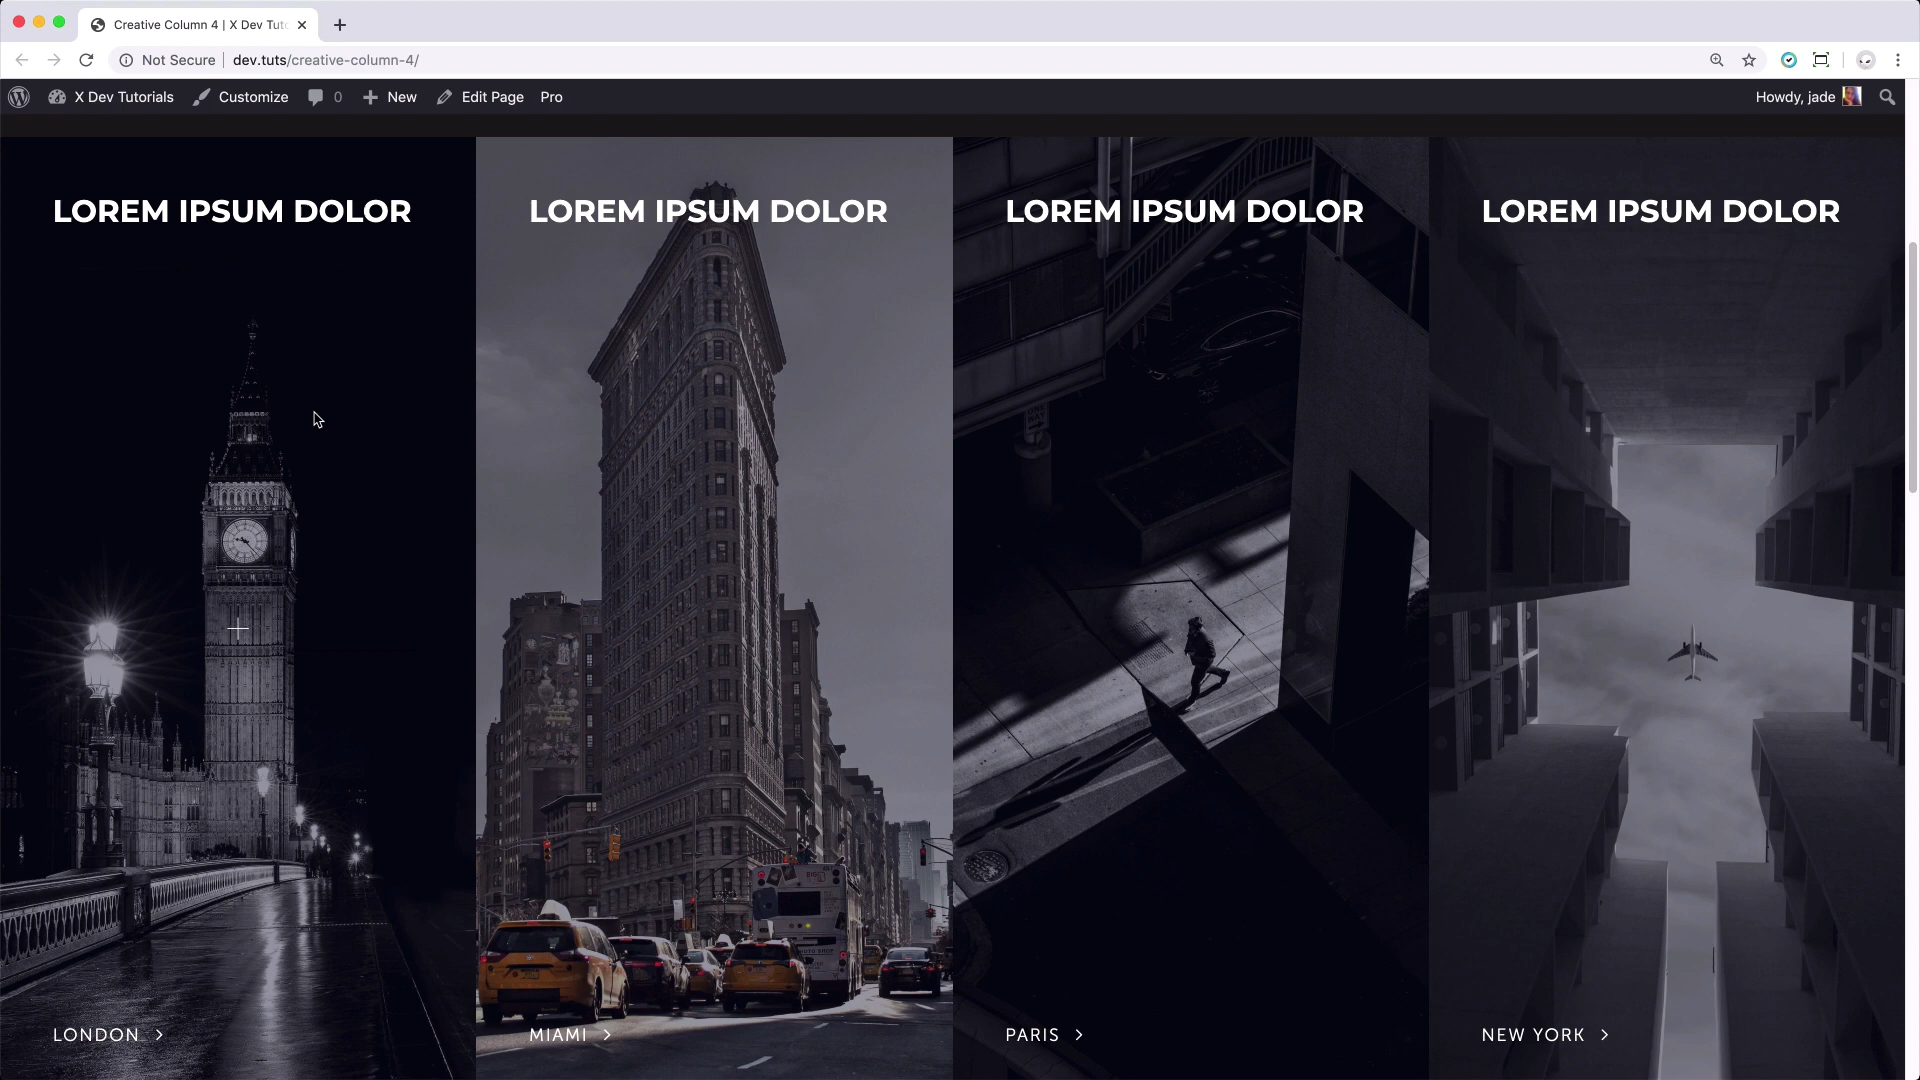 Creative Column 4 | X Dev Tuto
Not Secure
dev.tuts/creative-column-4/
X Dev Tutorials
Customize
0
New
Edit Page
Pro
Howdy, jade
LOREM IPSUM DOLOR
LOREM IPSUM DOLOR
LOREM IPSUM DOLOR
LOREM IPSUM DOLOR
LONDON
MIAMI
PARIS
NEW YORK